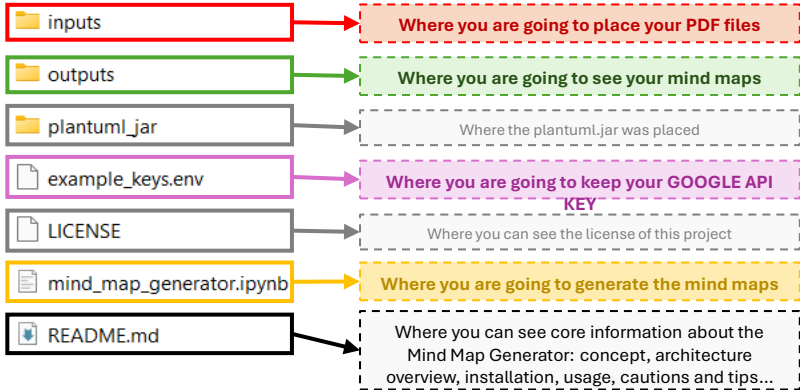 inputs
Where you are going to place your PDF files
outputs
Where you are going to see your mind maps
plantuml_jar
Where the plantuml.jar was placed
example_keys.env
Where you are going to keep your GOOGLE API
KEY
LICENSE
Where you can see the license of this project
mind_map_generator.ipynb
Where you are going to generate the mind maps
README.md
Where you can see core information about the
Mind Map Generator: concept, architecture
overview, installation, usage, cautions and tips...